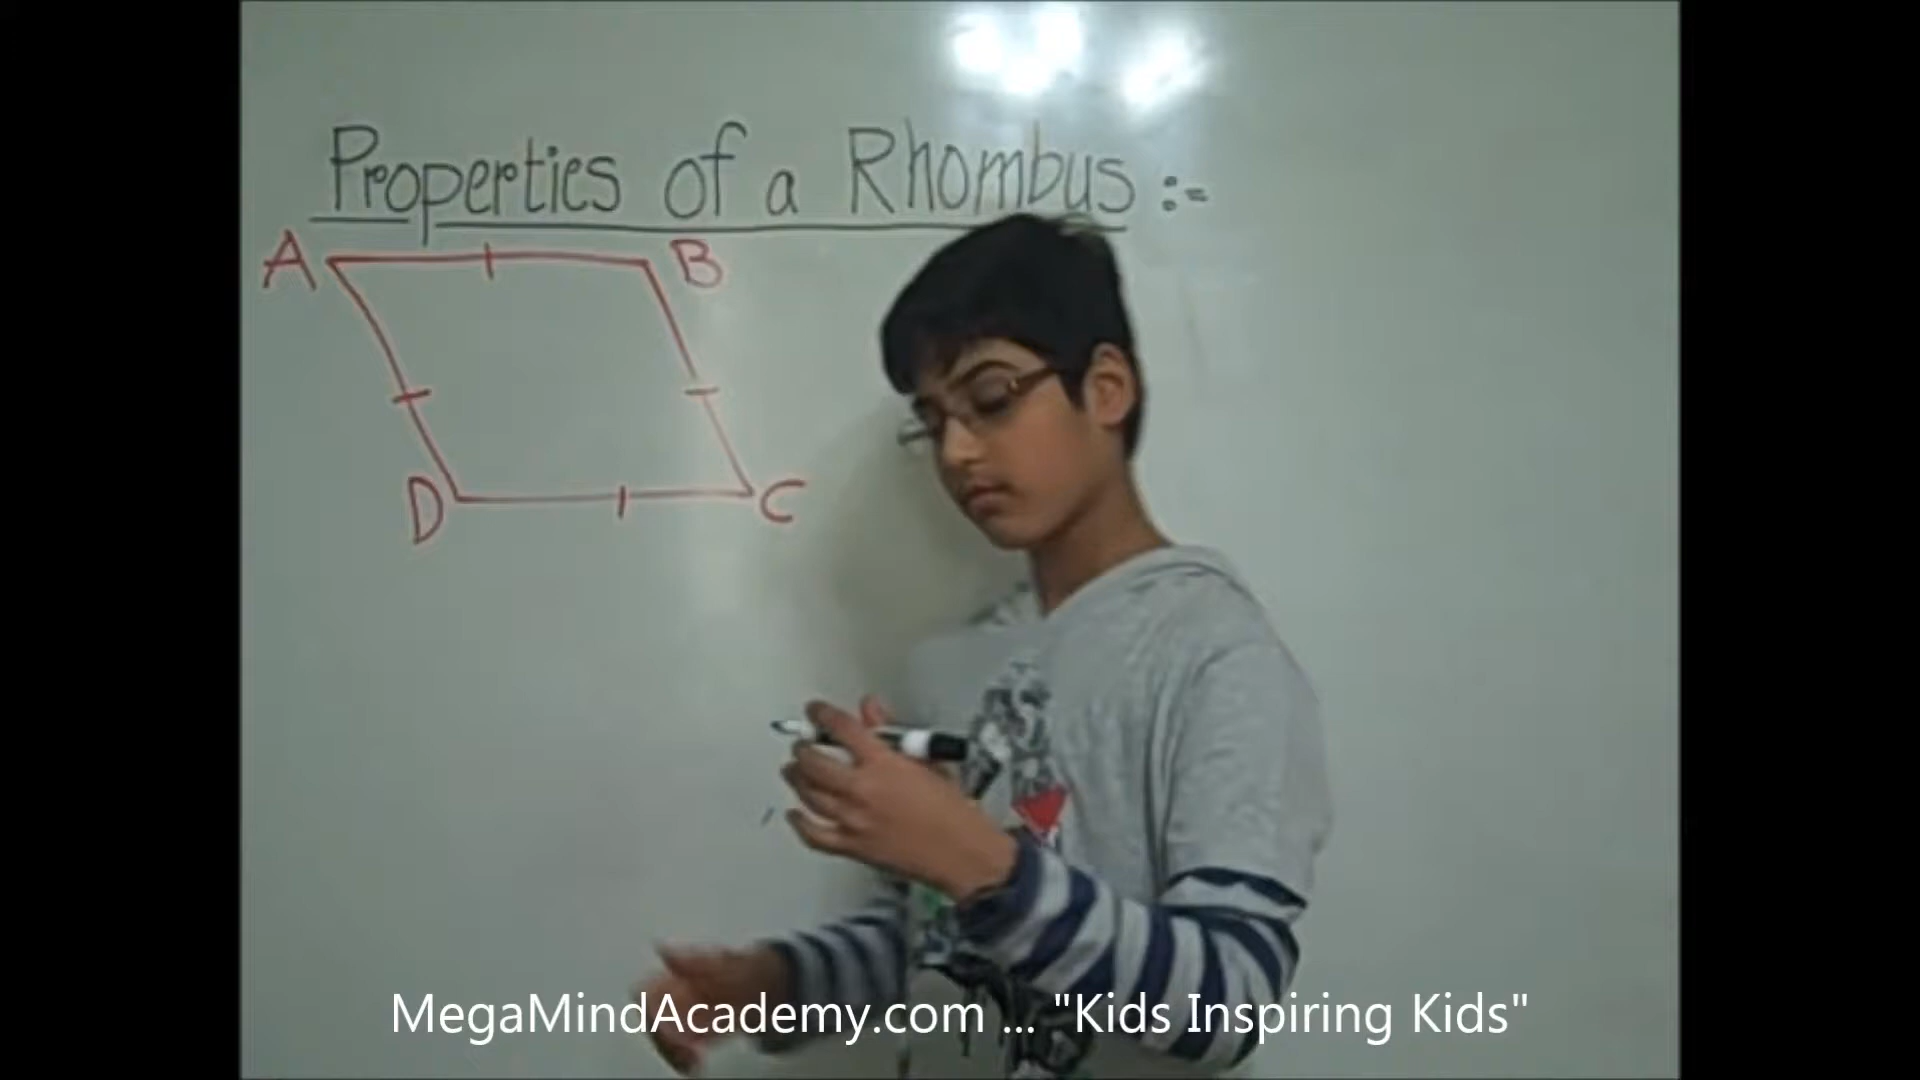 Properties of a Rhombus :-
A B
D C
MegaMindAcademy.com ... "Kids Inspiring Kids"